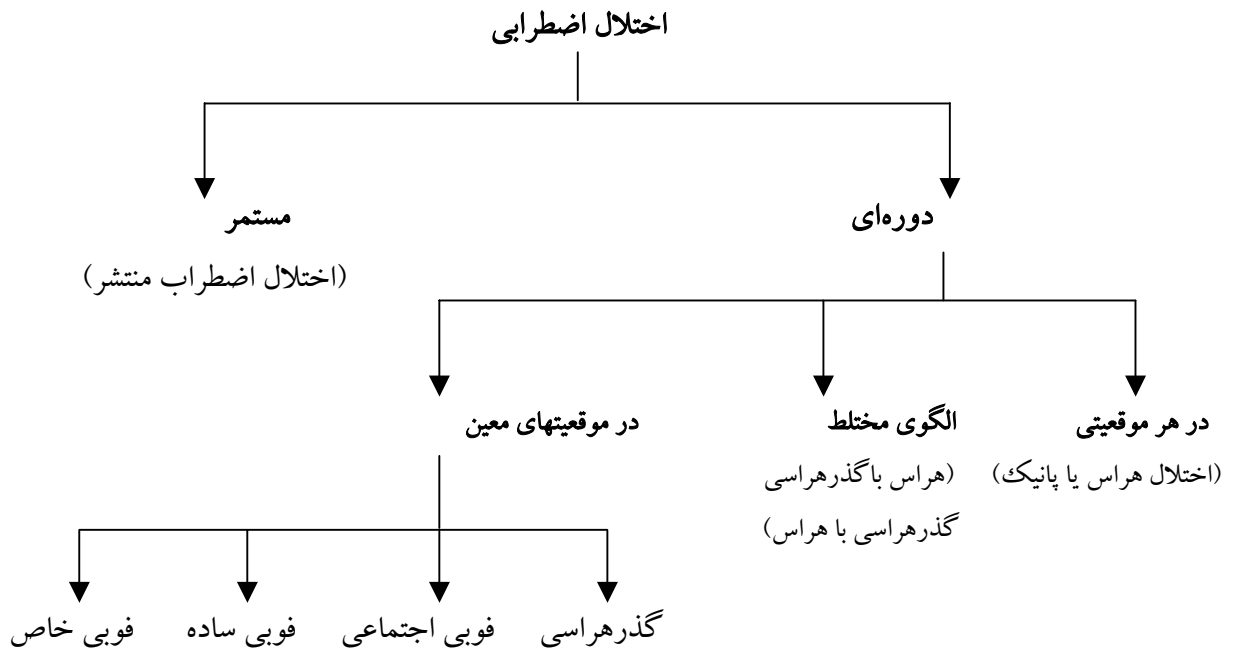 اختلال اضطرابی
دوره‌ای
مستمر
(اختلال اضطراب منتشر)
در هر موقعیتی
(اختلال هراس یا پانیك)
الگوی مختلط
(هراس باگذرهراسی
گذرهراسی با هراس)
در موقعیتهای معین
گذرهراسی
فوبی اجتماعی
فوبی ساده
فوبی خاص